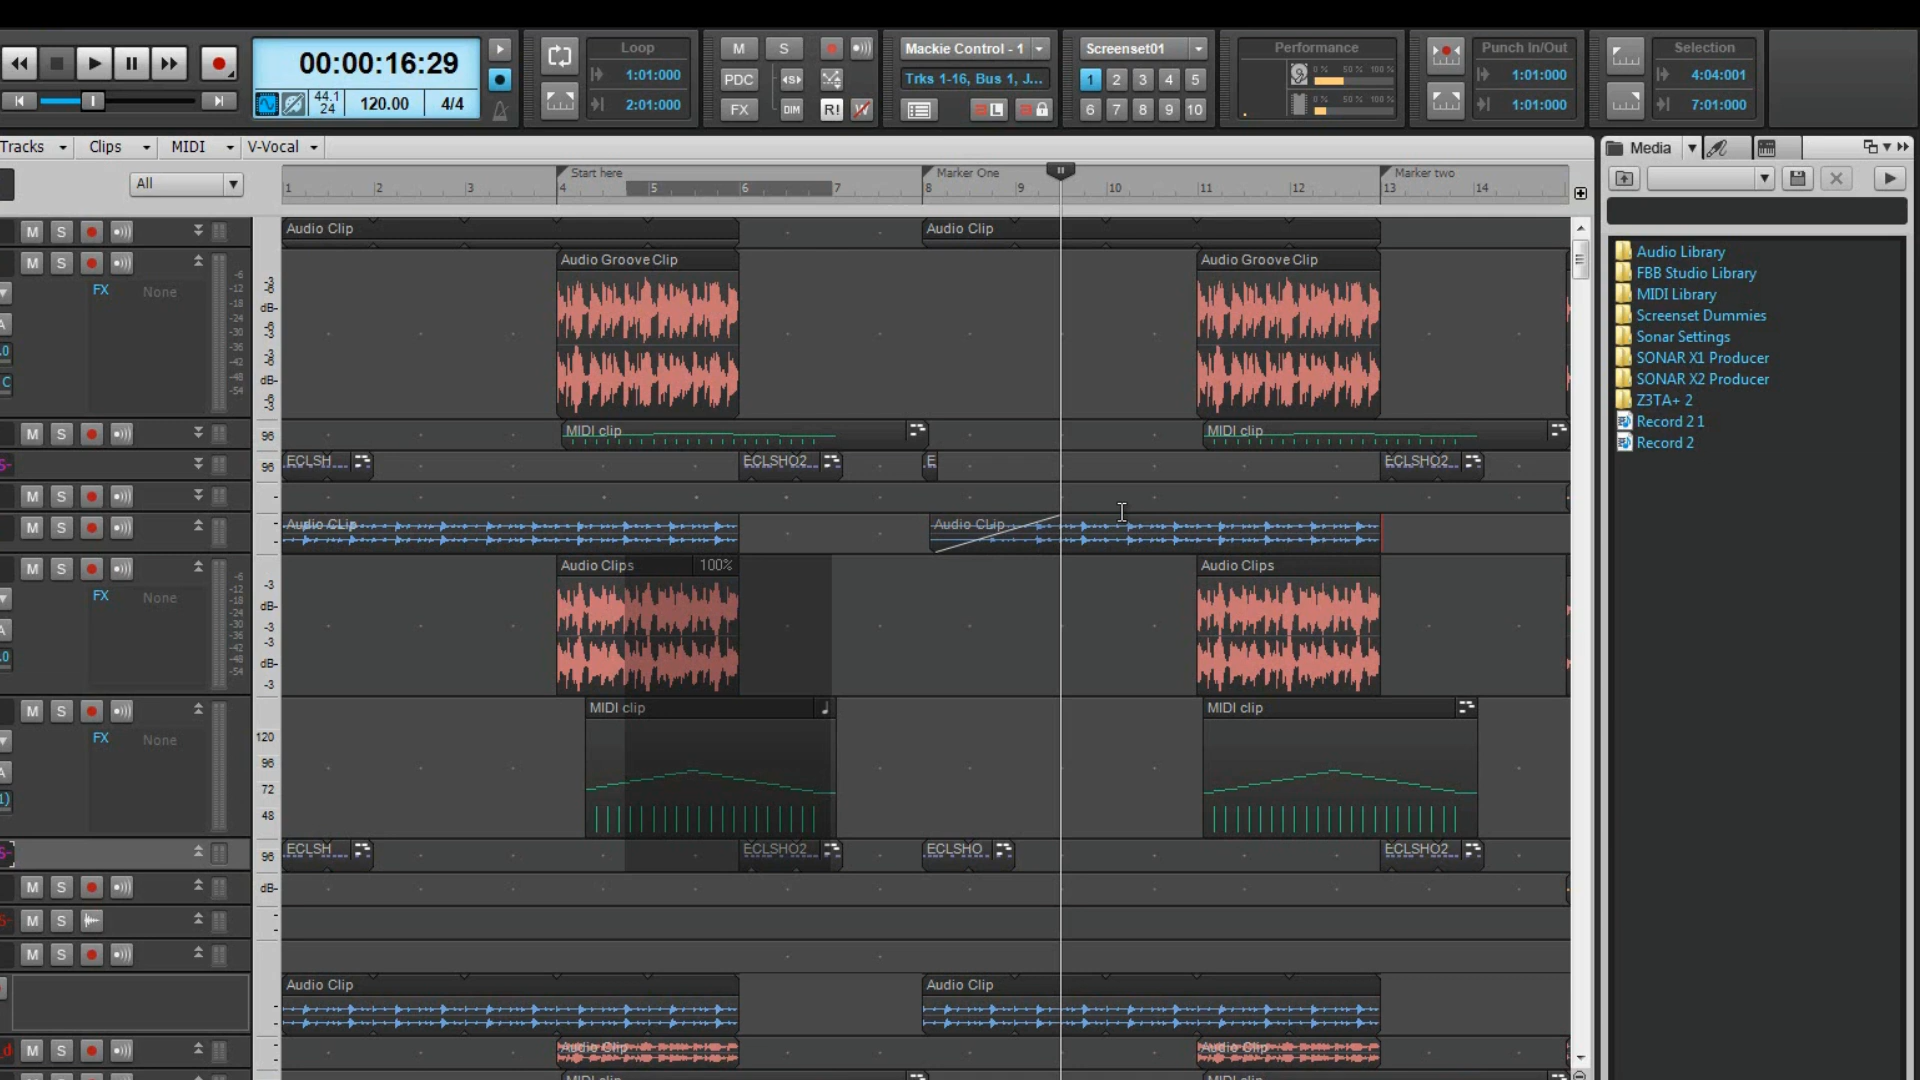 00:00:16:29
44.1
24
120.00
4/4
Loop
1:01:000
2:01:000
M S
PDC
FX DIM R!
Mackie Control - 1
Trks 1-16, Bus 1, J...
Screenset01
1 2 3 4 5
6 7 8 9 10
Performance
0 % 50 % 100 %
0 % 50 % 100 %
Punch In/Out
1:01:000
1:01:000
Selection
4:04:001
7:01:000
Tracks Clips MIDI V-Vocal
Media
All
Start here Marker One Marker two
1 2 3 4 5 6 7 8 9 10 11 12 13 14
M S Audio Clip Audio Clip
M S Audio Groove Clip Audio Groove Clip
FX None
-6
-12
-18
-24
-30
-36
-42
-48
-54
dB-
dB-
M S 96 MIDI clip MIDI clip
96 ECLSH ECLSHO2 E ECLSHO2
M S
M S Audio CLip Audio CLip
M S Audio Clips 100% Audio Clips
FX None
-6
-12
-18
-24
-30
-36
-42
-48
-54
-3
dB-
-3
-3
dB-
-3
M S MIDI clip MIDI clip
FX None
120
96
72
48
96 ECLSH ECLSHO2 ECLSHO ECLSHO2
M S dB-
M S
M S
Audio Clip Audio Clip
M S Audio Clip Audio Clip
MIDI clip MIDI clip
Audio Library
FBB Studio Library
MIDI Library
Screenset Dummies
Sonar Settings
SONAR X1 Producer
SONAR X2 Producer
Z3TA+ 2
Record 2 1
Record 2